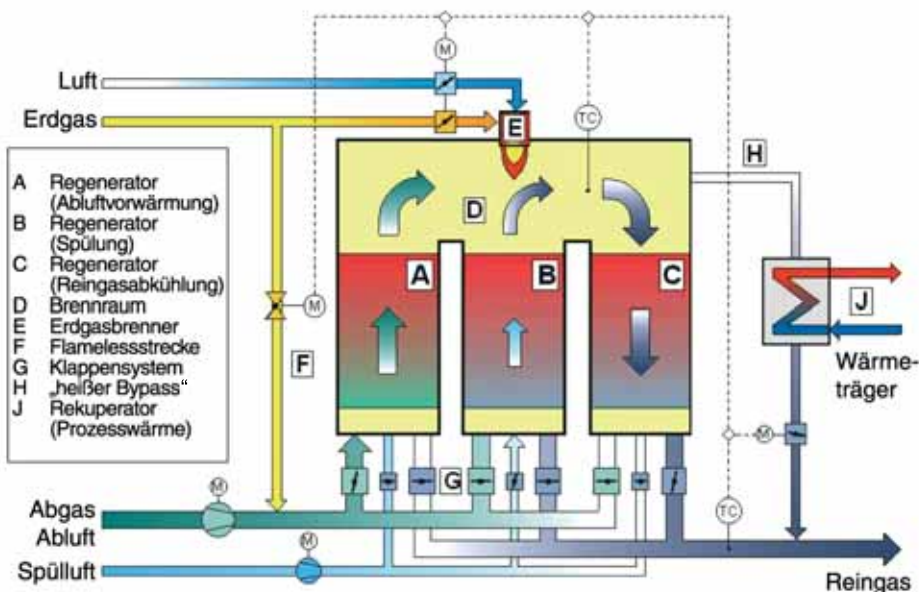 Luft
Erdgas
M
TC
E
H
A Regenerator
(Abluftvorwärmung)
B Regenerator
(Spülung)
C Regenerator
(Reingasabkühlung)
D Brennraum
E Erdgasbrenner
F Flamelessstrecke
G Klappensystem
H „heißer Bypass“
J Rekuperator
(Prozesswärme)
D
A
B
C
J
M
F
Wärme-
träger
M
G
M
Abgas
Abluft
TC
M
Spülluft
Reingas